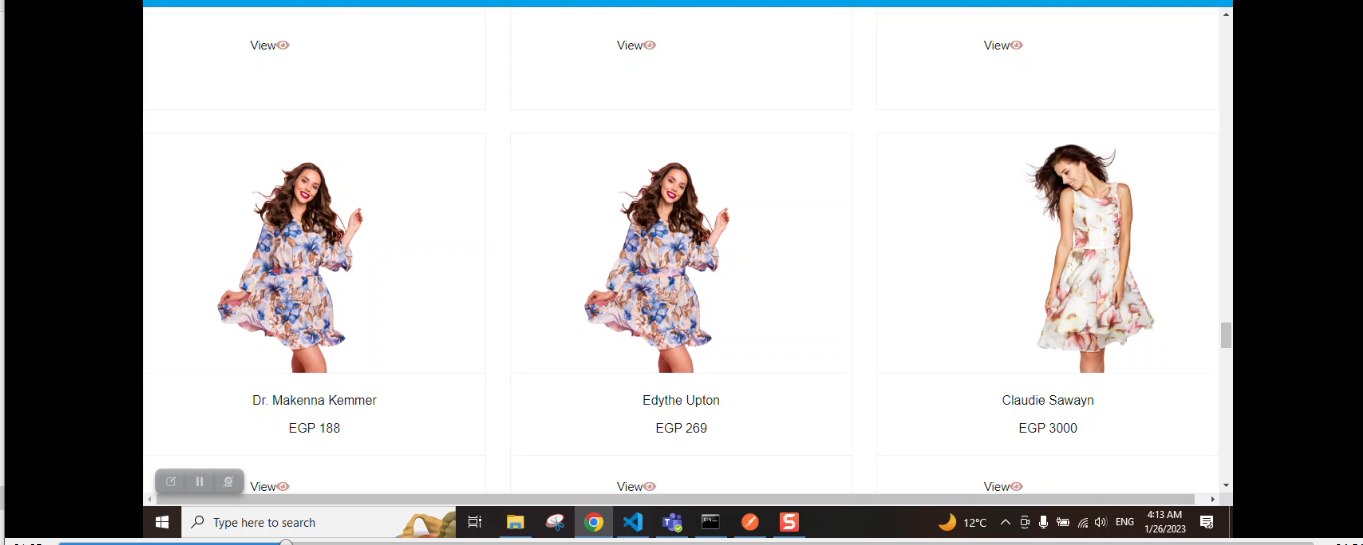 View
View
View
Dr. Makenna Kemmer
Edythe Upton
Claudie Sawayn
EGP 188
EGP 269
EGP 3000
View
View
View
Type here to search
12°C
ENG
4:13 AM
1/26/2023